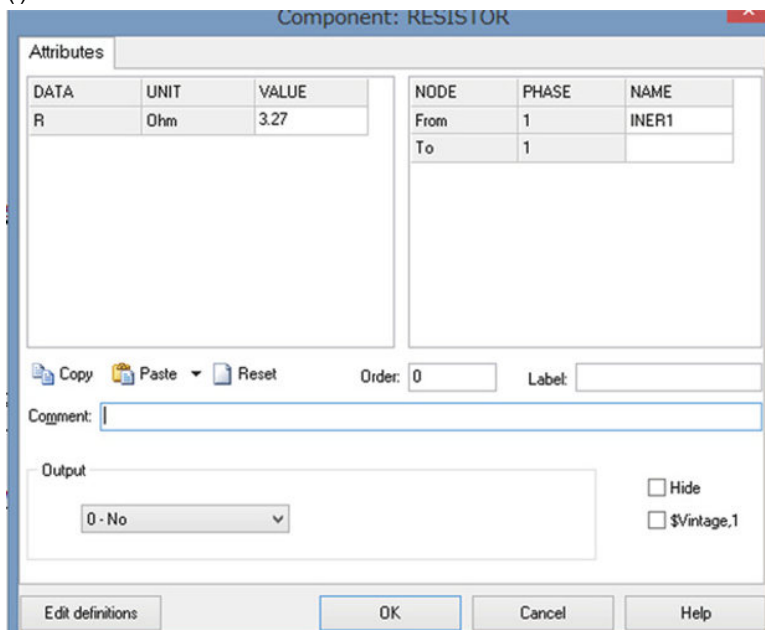 ()
Component: RESISTOR
Attributes
DATA UNIT VALUE NODE PHASE NAME
R Ohm 3.27 From 1 INER1
To 1
Copy Paste Reset Order: 0 Label:
Comment:
Output
0 - No
Hide
$Vintage,1
Edit definitions OK Cancel Help